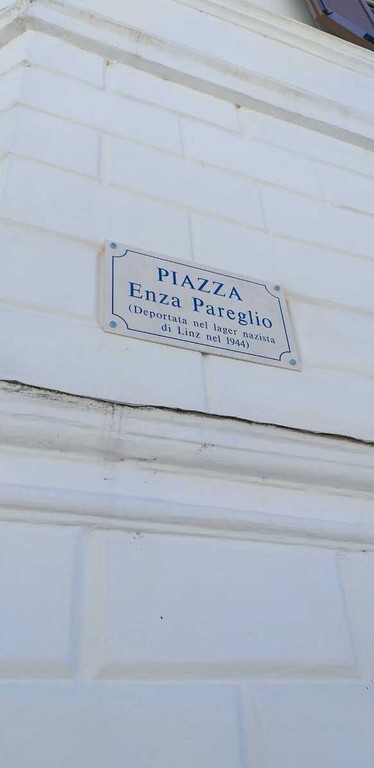 PIAZZA
Enza Pareglio
(Deportata nel lager nazista
di Linz nel 1944)